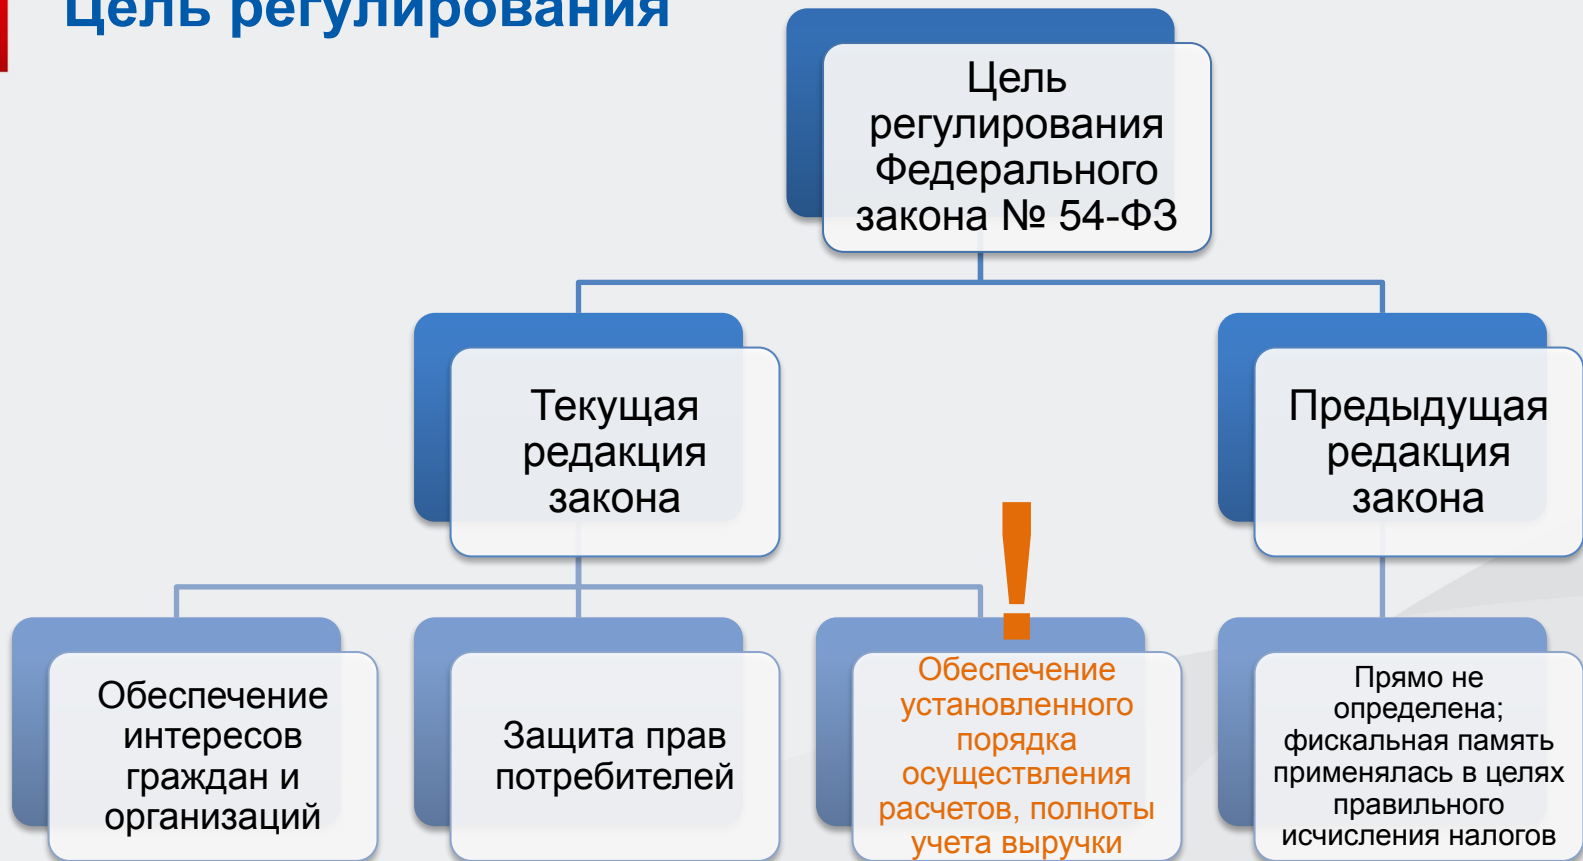 Цель регулирования
Цель
регулирования
Федерального
закона № 54-ФЗ
Текущая
редакция
закона
Предыдущая
редакция
закона
!
Обеспечение
интересов
граждан и
организаций
Защита прав
потребителей
Обеспечение
установленного
порядка
осуществления
расчетов, полноты
учета выручки
Прямо не
определена;
фискальная память
применялась в целях
правильного
исчисления налогов